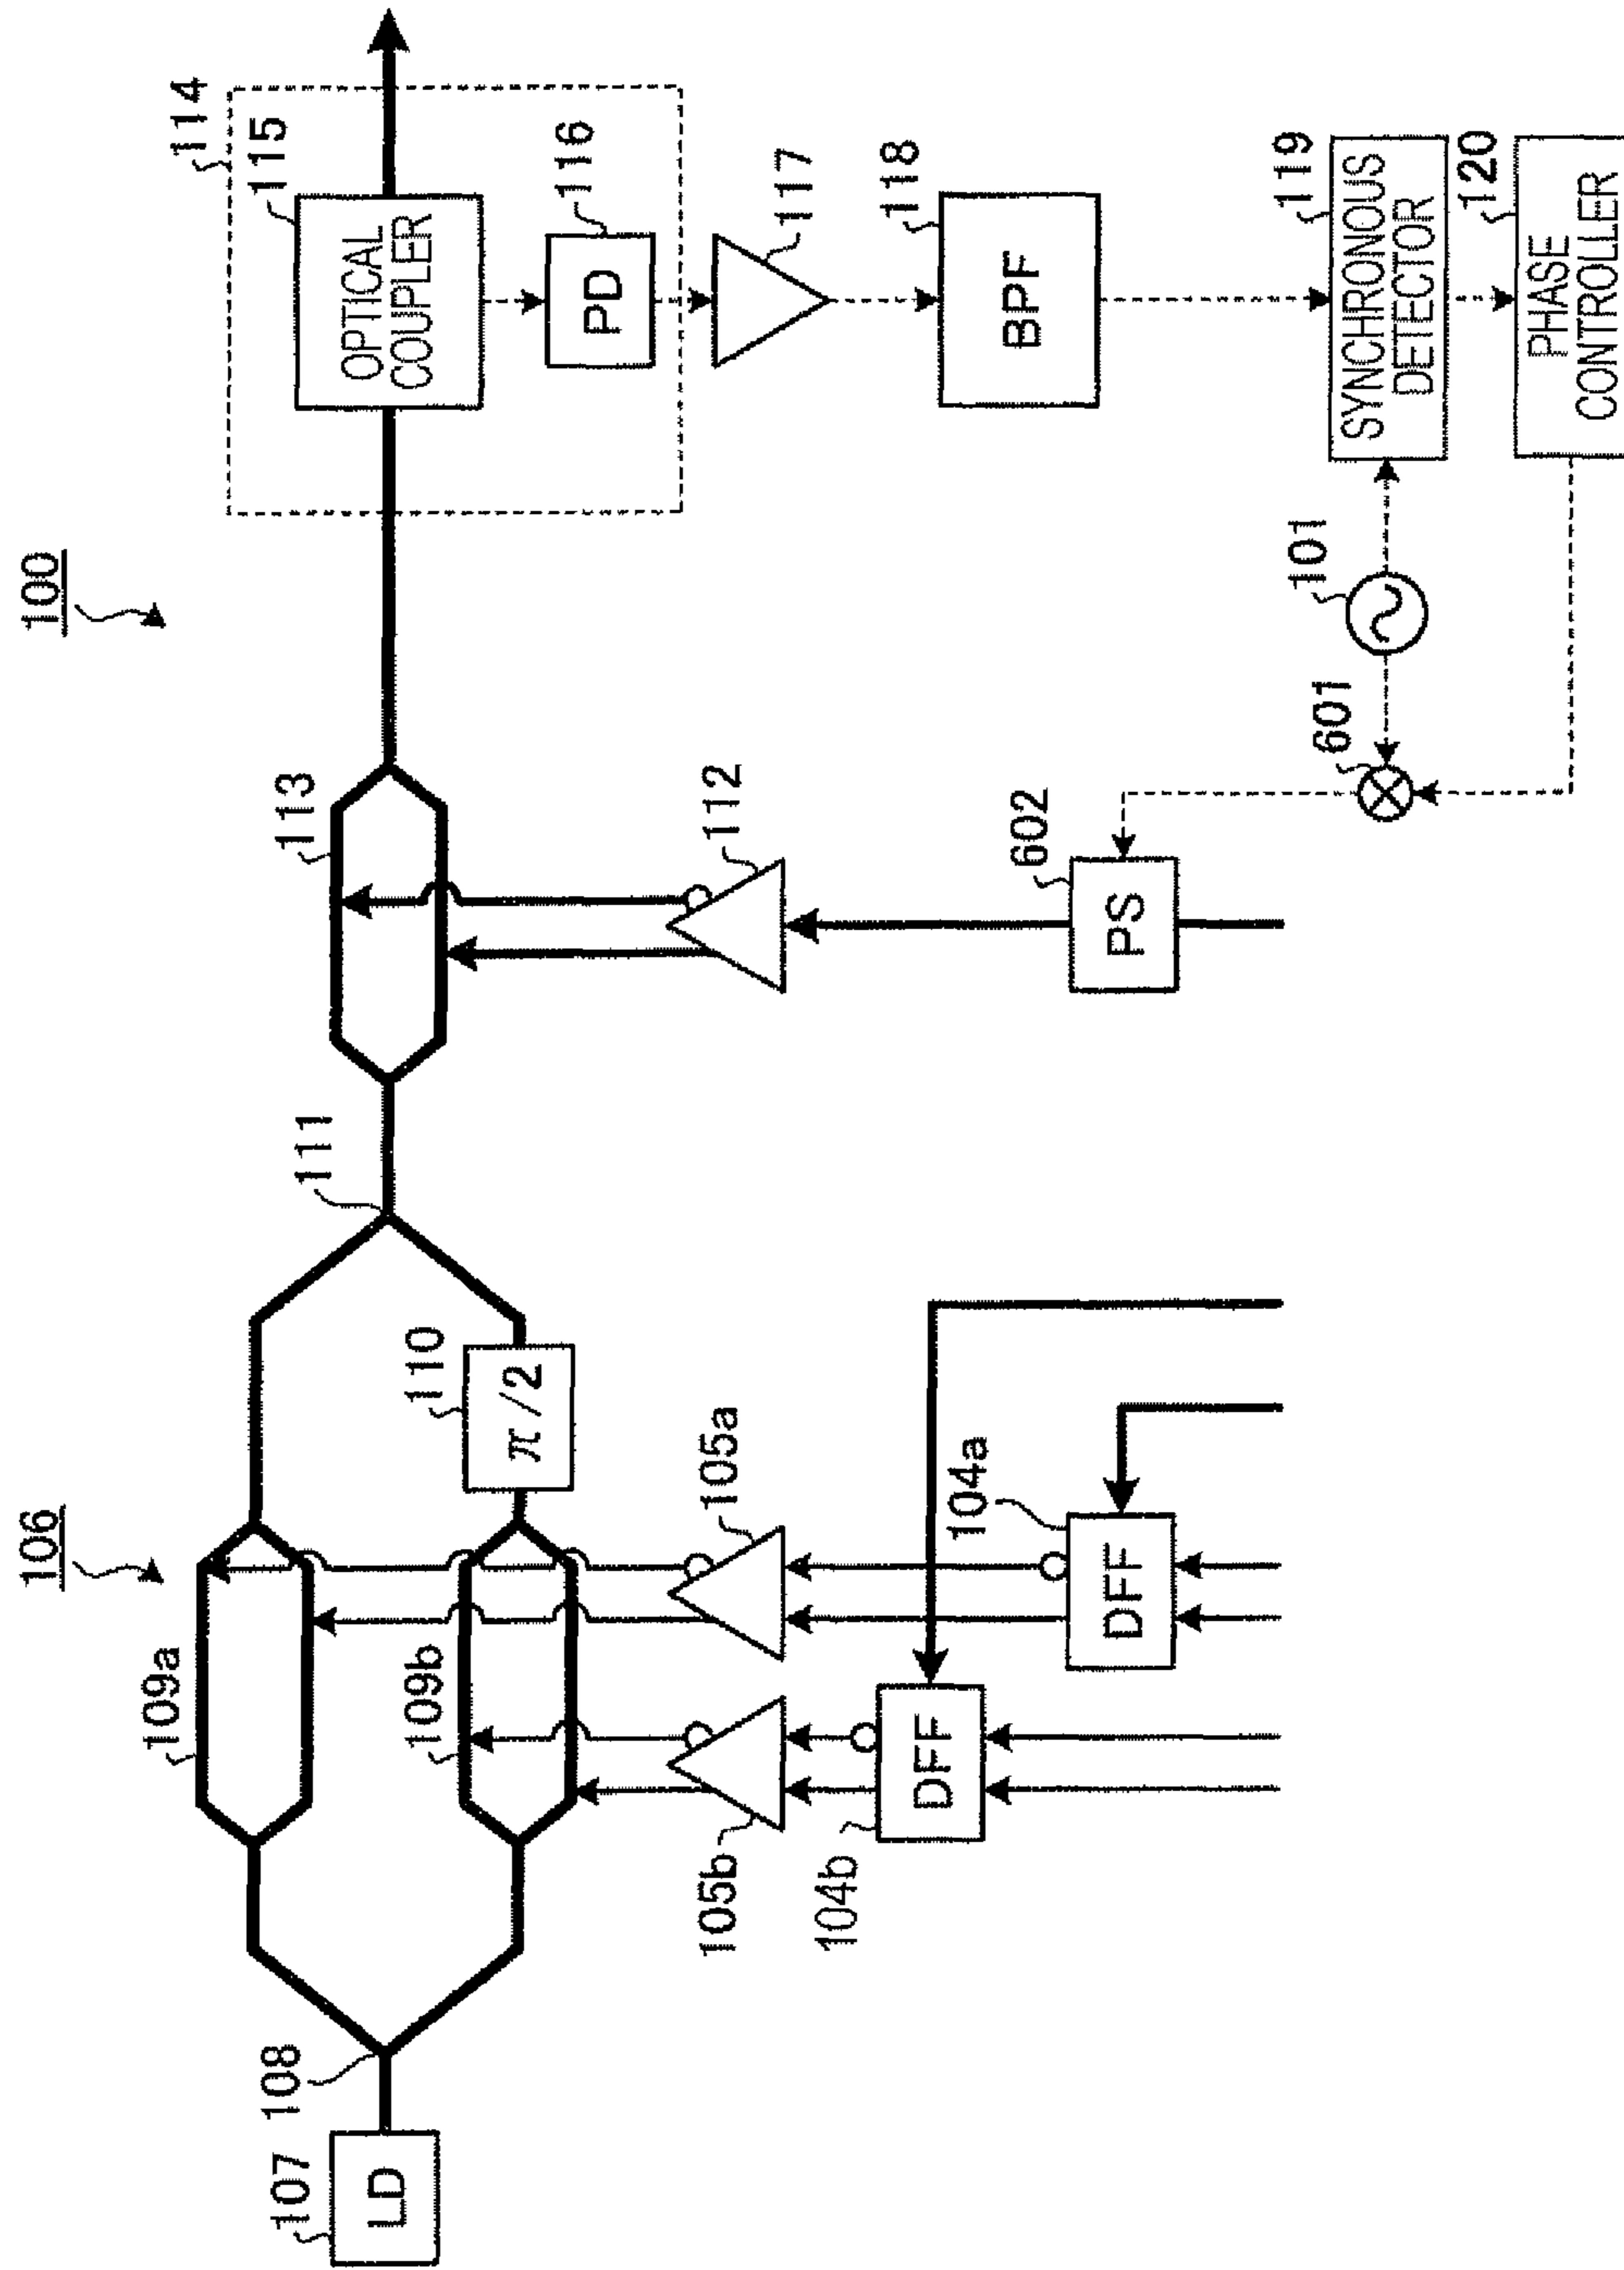 100
106
107
LD
108
109a
109b
110
π/2
111
113
114
115
OPTICAL
COUPLER
116
PD
117
118
BPF
105a
105b
104a
DFF
104b
DFF
112
602
PS
601
101
119
SYNCHRONOUS
DETECTOR
120
PHASE
CONTROLLER